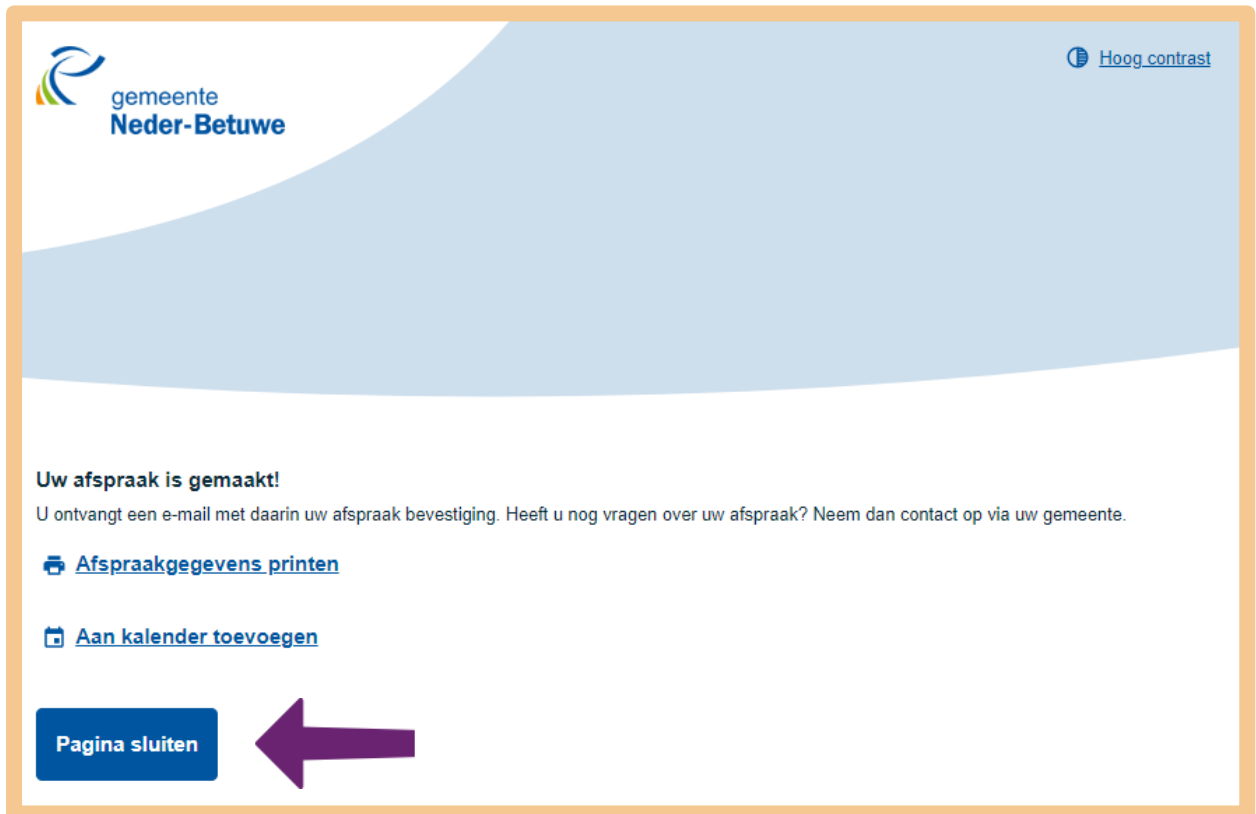 gemeente
Neder-Betuwe
Hoog contrast
Uw afspraak is gemaakt!
U ontvangt een e-mail met daarin uw afspraak bevestiging. Heeft u nog vragen over uw afspraak? Neem dan contact op via uw gemeente.
Afspraakgegevens printen
Aan kalender toevoegen
Pagina sluiten